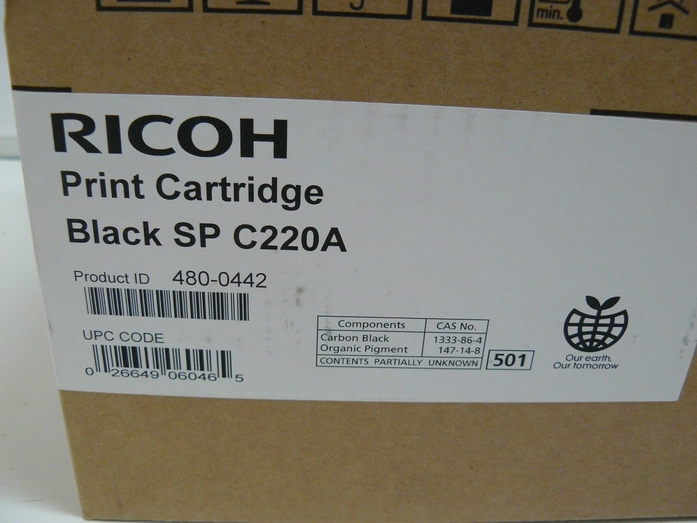 min.
RICOH
Print Cartridge
Black SP C220A
Product ID 480-0442
UPC CODE
0 26649 06046 5
Components CAS No.
Carbon Black 1333-86-4
Organic Pigment 147-14-8
CONTENTS PARTIALLY UNKNOWN 501
Our earth,
Our tomorrow